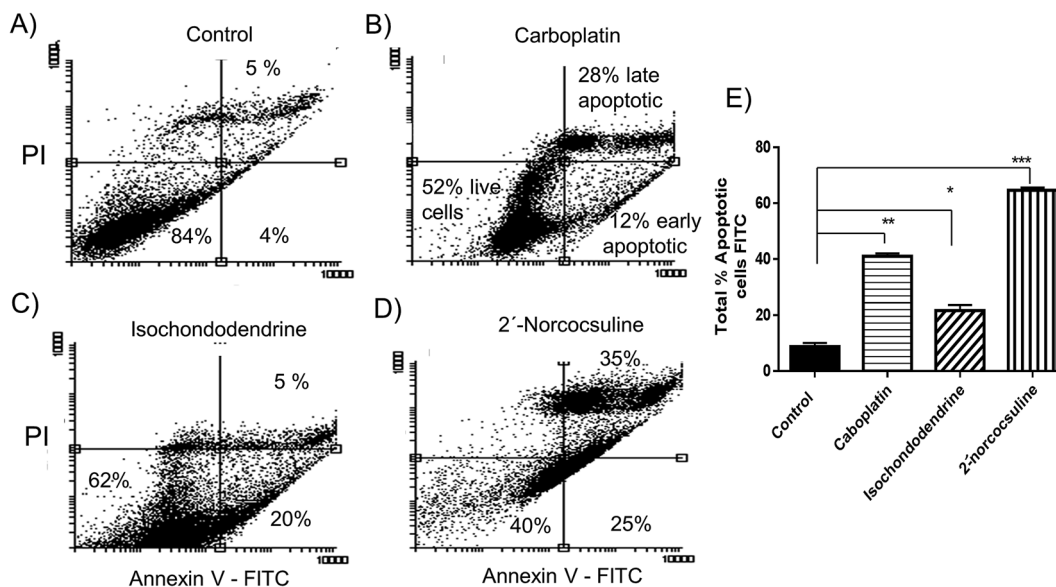 A)
Control
5 %
PI
84%
4%
B)
Carboplatin
28% late
apoptotic
52% live
cells
12% early
apoptotic
C)
Isochondodendrine
5 %
PI
62%
20%
Annexin V - FITC
D)
2´-Norcocsuline
35%
40%
25%
Annexin V - FITC
E)
Total % Apoptotic
cells FITC
80
60
40
20
0
***
*
**
Control
Caboplatin
Isochondodendrine
2´-norcocsuline